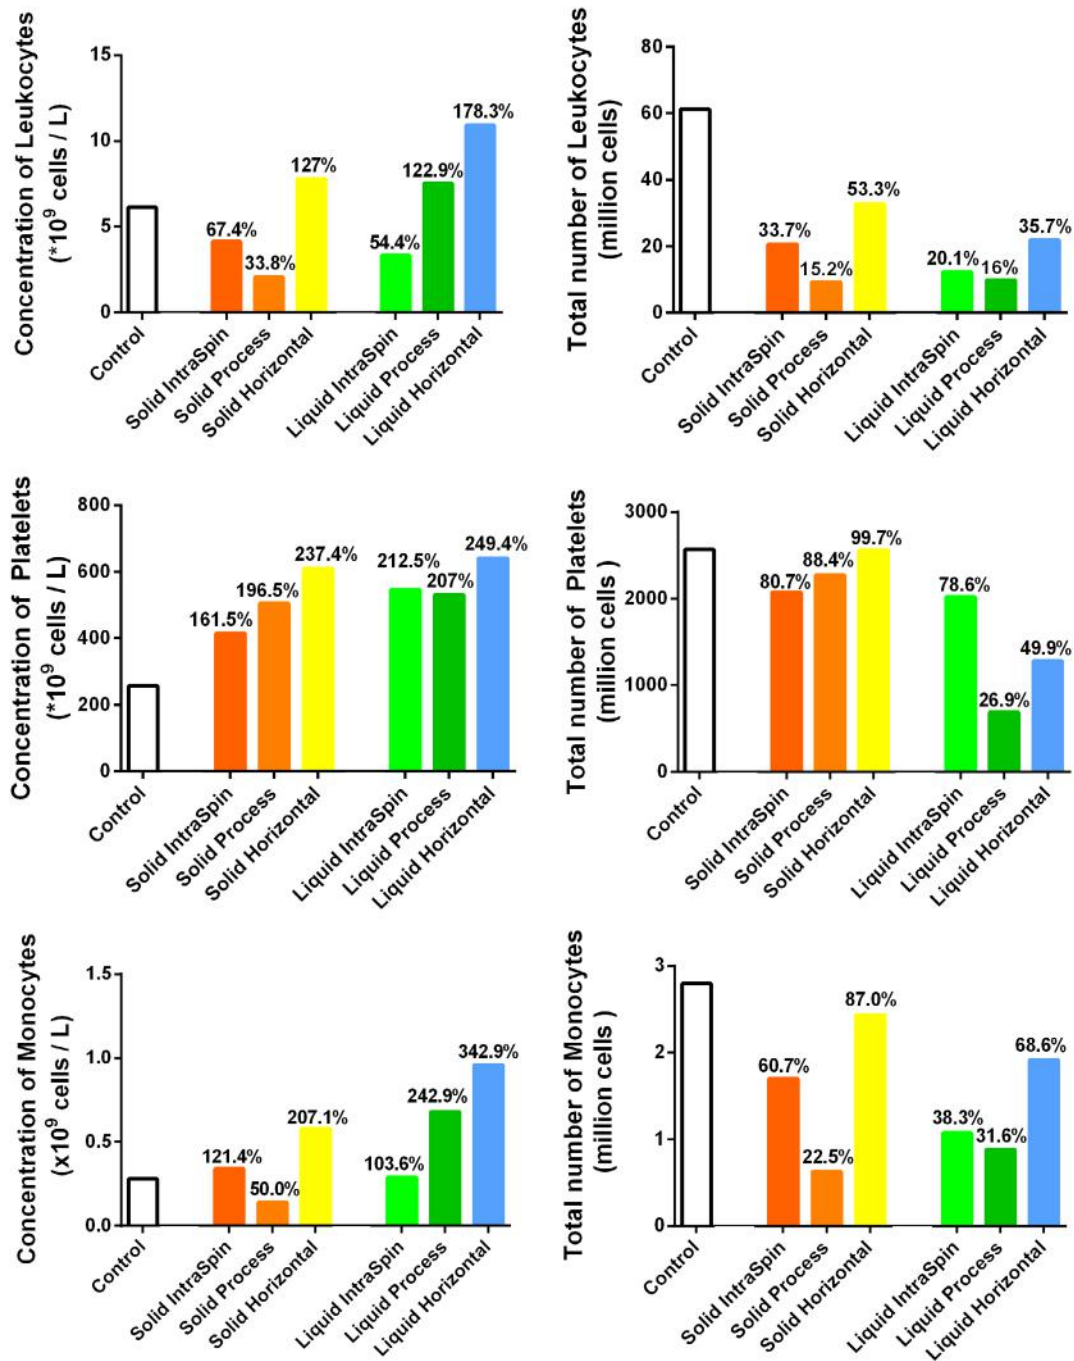 Concentration of Leukocytes
(*10⁹ cells / L)
15
10
5
0
67.4%
33.8%
127%
54.4%
122.9%
178.3%
Control
Solid IntraSpin
Solid Process
Solid Horizontal
Liquid IntraSpin
Liquid Process
Liquid Horizontal
Total number of Leukocytes
(million cells)
80
60
40
20
0
33.7%
15.2%
53.3%
20.1%
16%
35.7%
Control
Solid IntraSpin
Solid Process
Solid Horizontal
Liquid IntraSpin
Liquid Process
Liquid Horizontal
Concentration of Platelets
(*10⁹ cells / L)
800
600
400
200
0
161.5%
196.5%
237.4%
212.5%
207%
249.4%
Control
Solid IntraSpin
Solid Process
Solid Horizontal
Liquid IntraSpin
Liquid Process
Liquid Horizontal
Total number of Platelets
(million cells )
3000
2000
1000
0
80.7%
88.4%
99.7%
78.6%
26.9%
49.9%
Control
Solid IntraSpin
Solid Process
Solid Horizontal
Liquid IntraSpin
Liquid Process
Liquid Horizontal
Concentration of Monocytes
(x10⁹ cells / L)
1.5
1.0
0.5
0.0
121.4%
50.0%
207.1%
103.6%
242.9%
342.9%
Control
Solid IntraSpin
Solid Process
Solid Horizontal
Liquid IntraSpin
Liquid Process
Liquid Horizontal
Total number of Monocytes
(million cells )
3
2
1
0
60.7%
22.5%
87.0%
38.3%
31.6%
68.6%
Control
Solid IntraSpin
Solid Process
Solid Horizontal
Liquid IntraSpin
Liquid Process
Liquid Horizontal